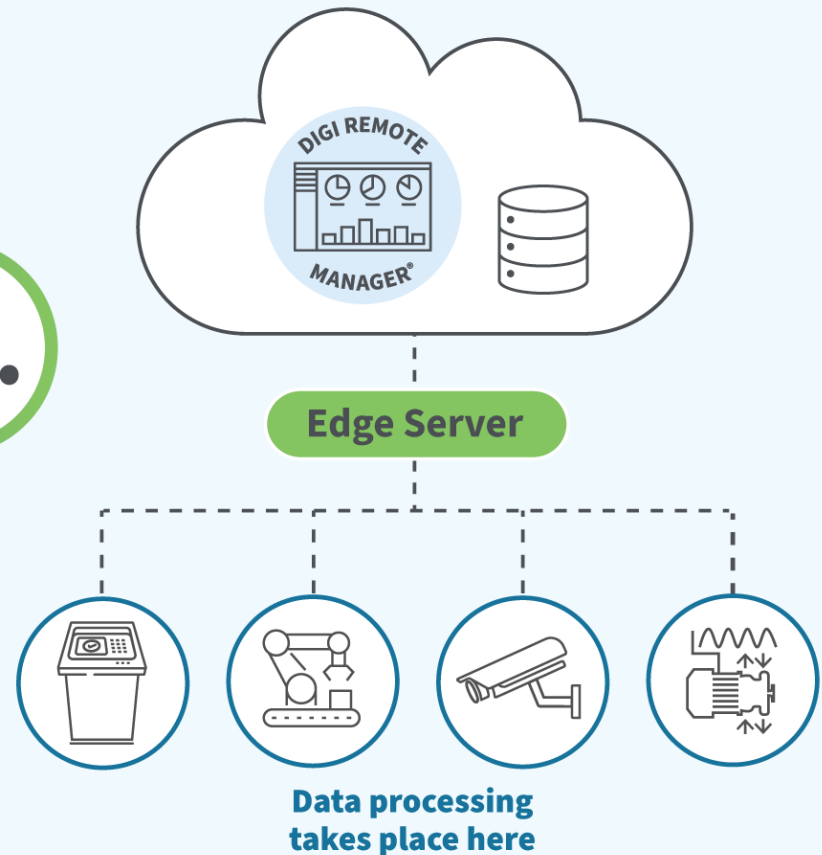 DIGI REMOTE
MANAGER®
Edge Server
Data processing
takes place here